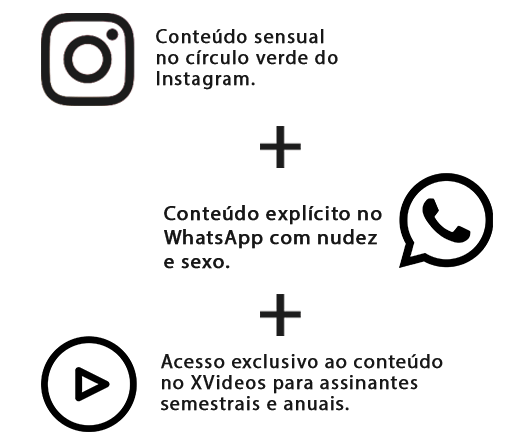 Conteúdo sensual
no círculo verde do
Instagram.
+
Conteúdo explícito no
WhatsApp com nudez
e sexo.
+
Acesso exclusivo ao conteúdo
no XVideos para assinantes
semestrais e anuais.